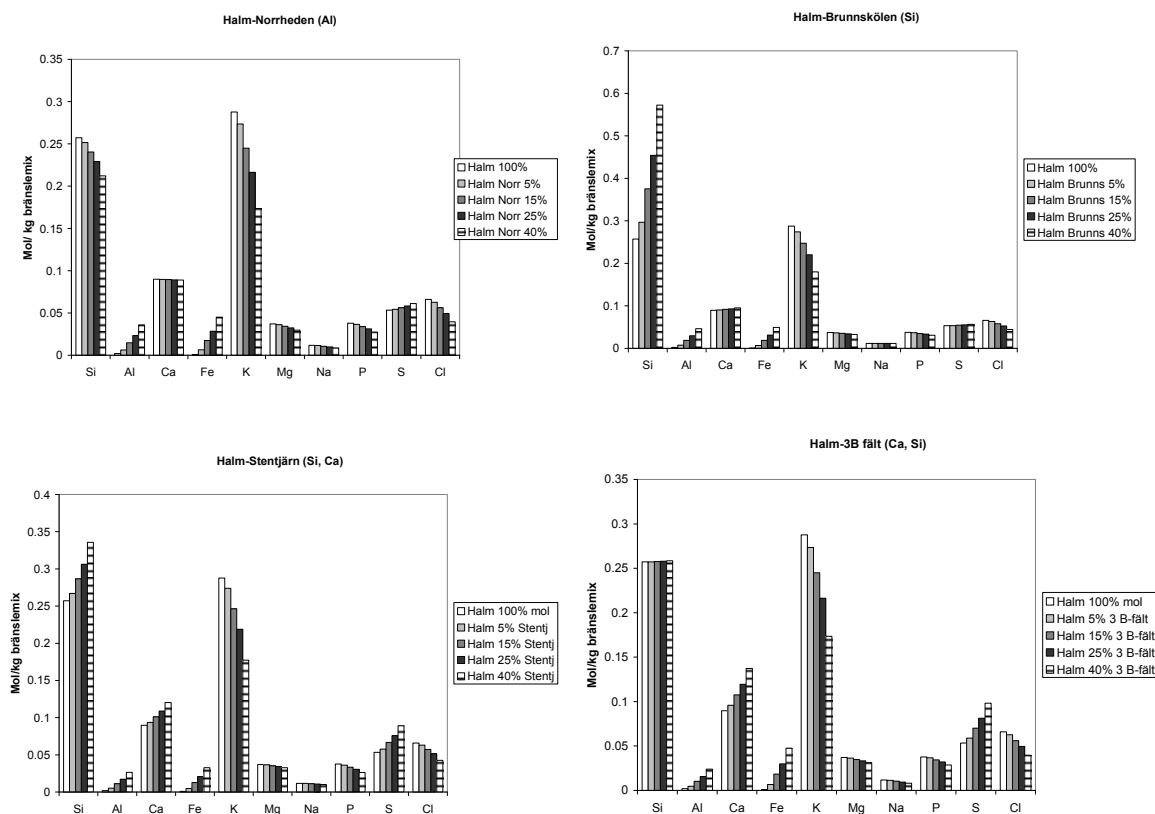 Halm-Norrheden (Al)
Mol/ kg bränslemix
0.35
0.3
0.25
0.2
0.15
0.1
0.05
0
Si Al Ca Fe K Mg Na P S Cl
Halm 100%
Halm Norr 5%
Halm Norr 15%
Halm Norr 25%
Halm Norr 40%
Halm-Brunnskölen (Si)
Mol/ kg bränslemix
0.7
0.6
0.5
0.4
0.3
0.2
0.1
0
Si Al Ca Fe K Mg Na P S Cl
Halm 100%
Halm Brunns 5%
Halm Brunns 15%
Halm Brunns 25%
Halm Brunns 40%
Halm-Stentjärn (Si, Ca)
Mol/kg bränslemix
0.4
0.35
0.3
0.25
0.2
0.15
0.1
0.05
0
Si Al Ca Fe K Mg Na P S Cl
Halm 100% mol
Halm 5% Stentj
Halm 15% Stentj
Halm 25% Stentj
Halm 40% Stentj
Halm-3B fält (Ca, Si)
Mol/kg bränslemix
0.35
0.3
0.25
0.2
0.15
0.1
0.05
0
Si Al Ca Fe K Mg Na P S Cl
Halm 100% mol
Halm 5% 3 B-fält
Halm 15% 3 B-fält
Halm 25% 3 B-fält
Halm 40% 3 B-fält